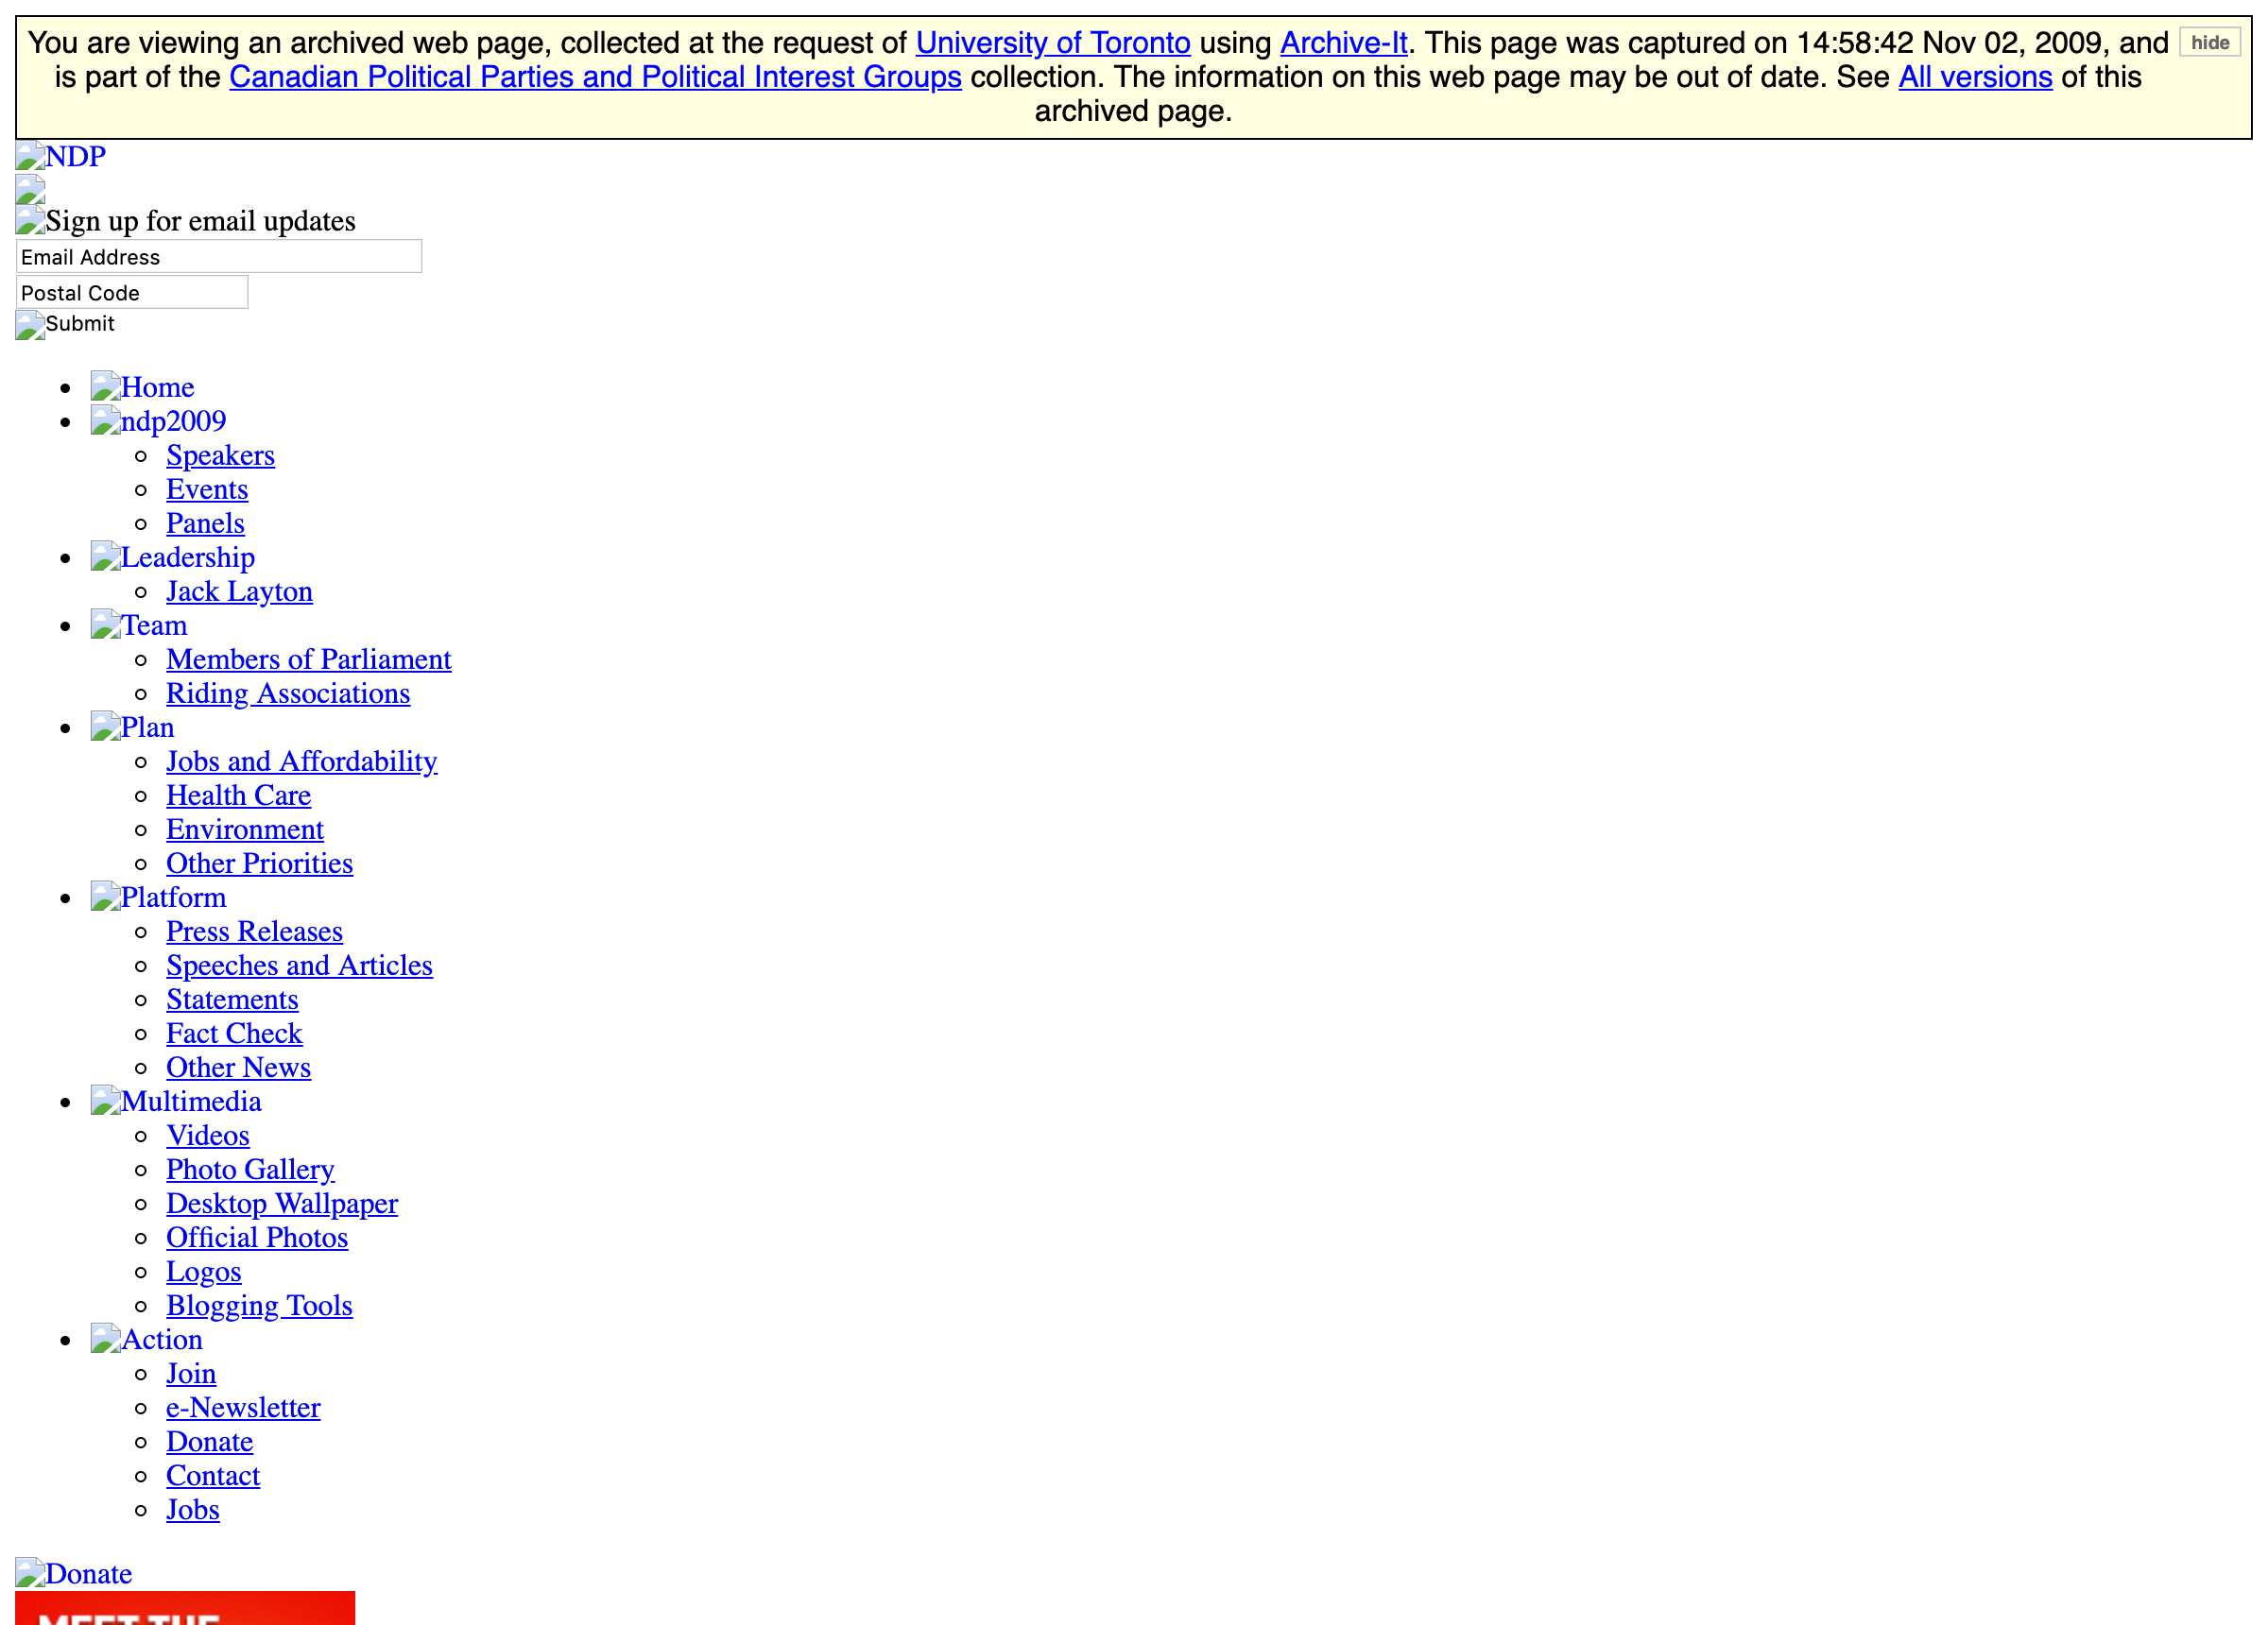 You are viewing an archived web page, collected at the request of University of Toronto using Archive-It. This page was captured on 14:58:42 Nov 02, 2009, and
hide
is part of the Canadian Political Parties and Political Interest Groups collection. The information on this web page may be out of date. See All versions of this
archived page.
NDP
Sign up for email updates
Email Address
Postal Code
Submit
Home
ndp2009
Speakers
Events
Panels
Leadership
Jack Layton
Team
Members of Parliament
Riding Associations
Plan
Jobs and Affordability
Health Care
Environment
Other Priorities
Platform
Press Releases
Speeches and Articles
Statements
Fact Check
Other News
Multimedia
Videos
Photo Gallery
Desktop Wallpaper
Official Photos
Logos
Blogging Tools
Action
Join
e-Newsletter
Donate
Contact
Jobs
Donate
MEET THE